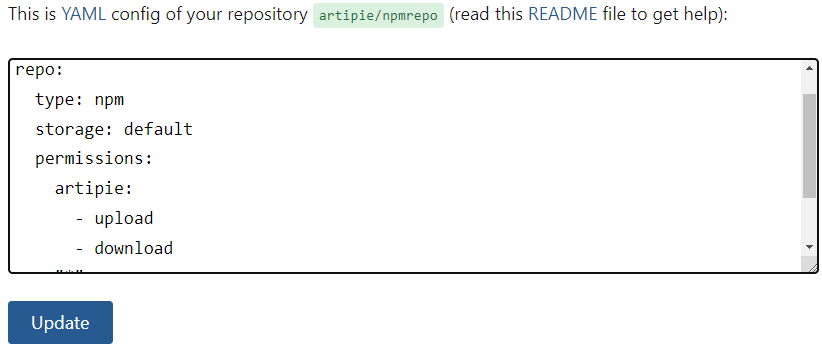 This is YAML config of your repository artipie/npmrepo (read this README file to get help):
repo:
  type: npm
  storage: default
  permissions:
    artipie:
      - upload
      - download
Update